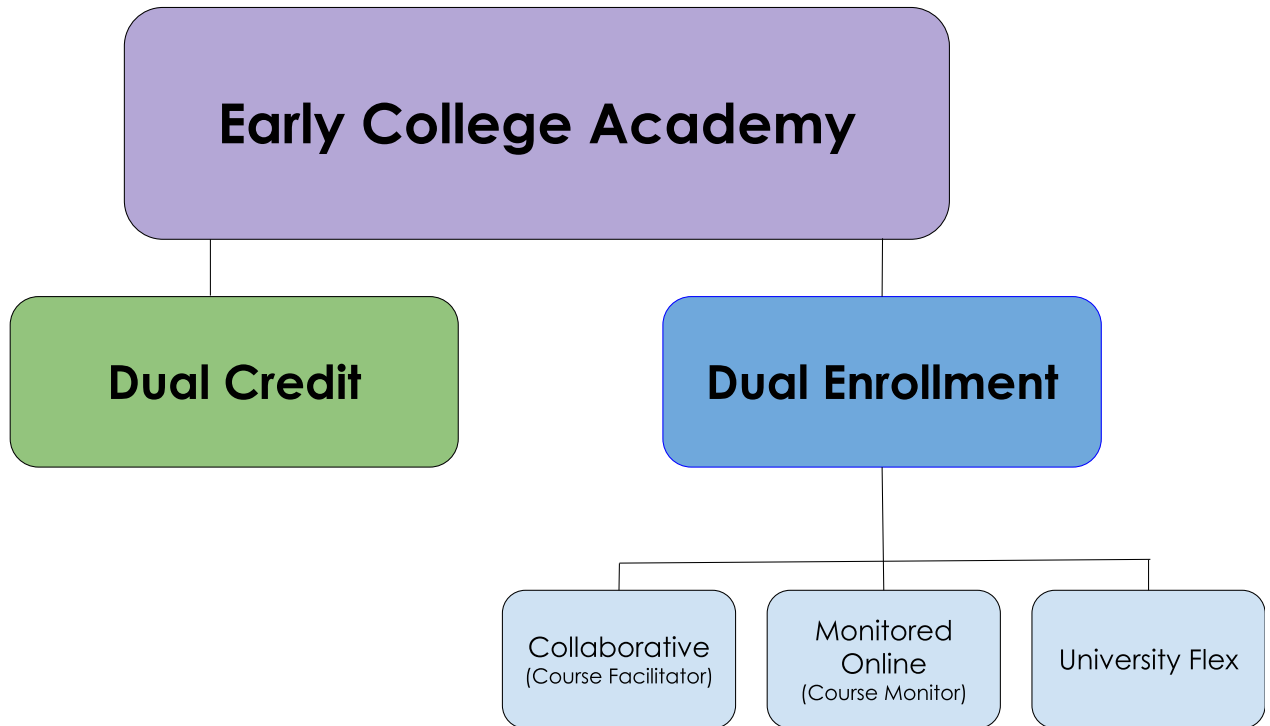 Early College Academy
Dual Credit
Dual Enrollment
Collaborative
(Course Facilitator)
Monitored
Online
(Course Monitor)
University Flex